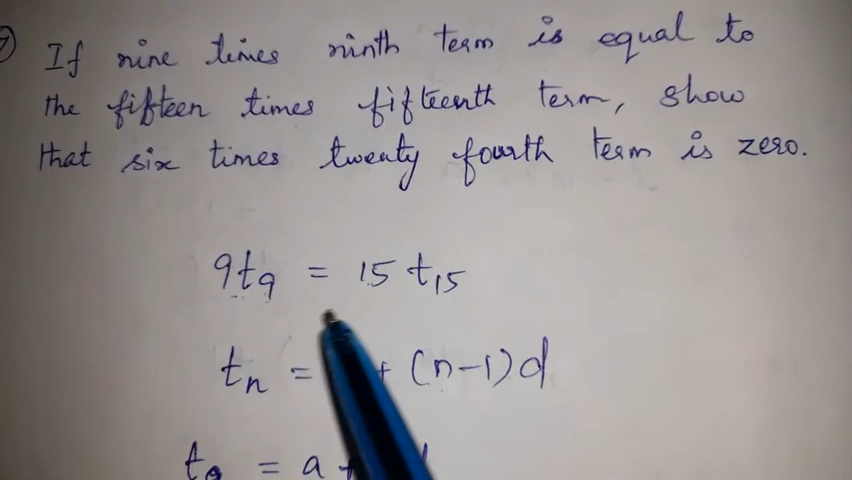 If nine times ninth term is equal to
the fifteen times fifteenth term, show
that six times twenty fourth term is zero.
9t9 = 15 t15
tn = + (n-1)d
t9 = a +